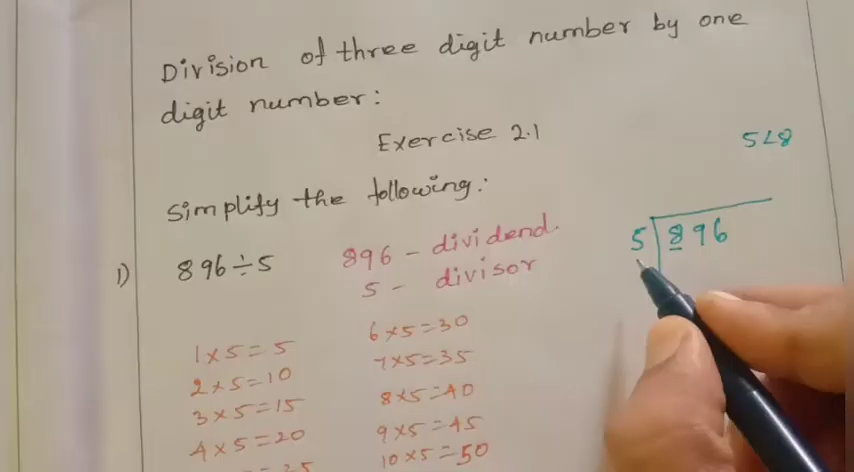 Division of three digit number by one
digit number:
Exercise 2.1
5<8
Simplify the following:
1) 896÷5
896 - dividend.
5 - divisor
5 896
1×5=5
2×5=10
3×5=15
4×5=20
6×5=30
7×5=35
8×5=40
9×5=45
10×5=50